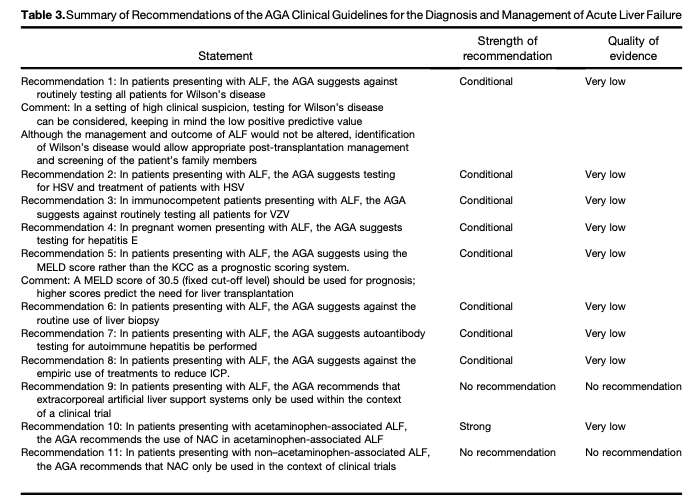 Table 3. Summary of Recommendations of the AGA Clinical Guidelines for the Diagnosis and Management of Acute Liver Failure
Statement Strength of recommendation Quality of evidence
Recommendation 1: In patients presenting with ALF, the AGA suggests against Conditional Very low
routinely testing all patients for Wilson's disease
Comment: In a setting of high clinical suspicion, testing for Wilson's disease
can be considered, keeping in mind the low positive predictive value
Although the management and outcome of ALF would not be altered, identification
of Wilson's disease would allow appropriate post-transplantation management
and screening of the patient's family members
Recommendation 2: In patients presenting with ALF, the AGA suggests testing Conditional Very low
for HSV and treatment of patients with HSV
Recommendation 3: In immunocompetent patients presenting with ALF, the AGA Conditional Very low
suggests against routinely testing all patients for VZV
Recommendation 4: In pregnant women presenting with ALF, the AGA suggests Conditional Very low
testing for hepatitis E
Recommendation 5: In patients presenting with ALF, the AGA suggests using the Conditional Very low
MELD score rather than the KCC as a prognostic scoring system.
Comment: A MELD score of 30.5 (fixed cut-off level) should be used for prognosis;
higher scores predict the need for liver transplantation
Recommendation 6: In patients presenting with ALF, the AGA suggests against the Conditional Very low
routine use of liver biopsy
Recommendation 7: In patients presenting with ALF, the AGA suggests autoantibody Conditional Very low
testing for autoimmune hepatitis be performed
Recommendation 8: In patients presenting with ALF, the AGA suggests against the Conditional Very low
empiric use of treatments to reduce ICP.
Recommendation 9: In patients presenting with ALF, the AGA recommends that No recommendation No recommendation
extracorporeal artificial liver support systems only be used within the context
of a clinical trial
Recommendation 10: In patients presenting with acetaminophen-associated ALF, Strong Very low
the AGA recommends the use of NAC in acetaminophen-associated ALF
Recommendation 11: In patients presenting with non–acetaminophen-associated ALF, No recommendation No recommendation
the AGA recommends that NAC only be used in the context of clinical trials